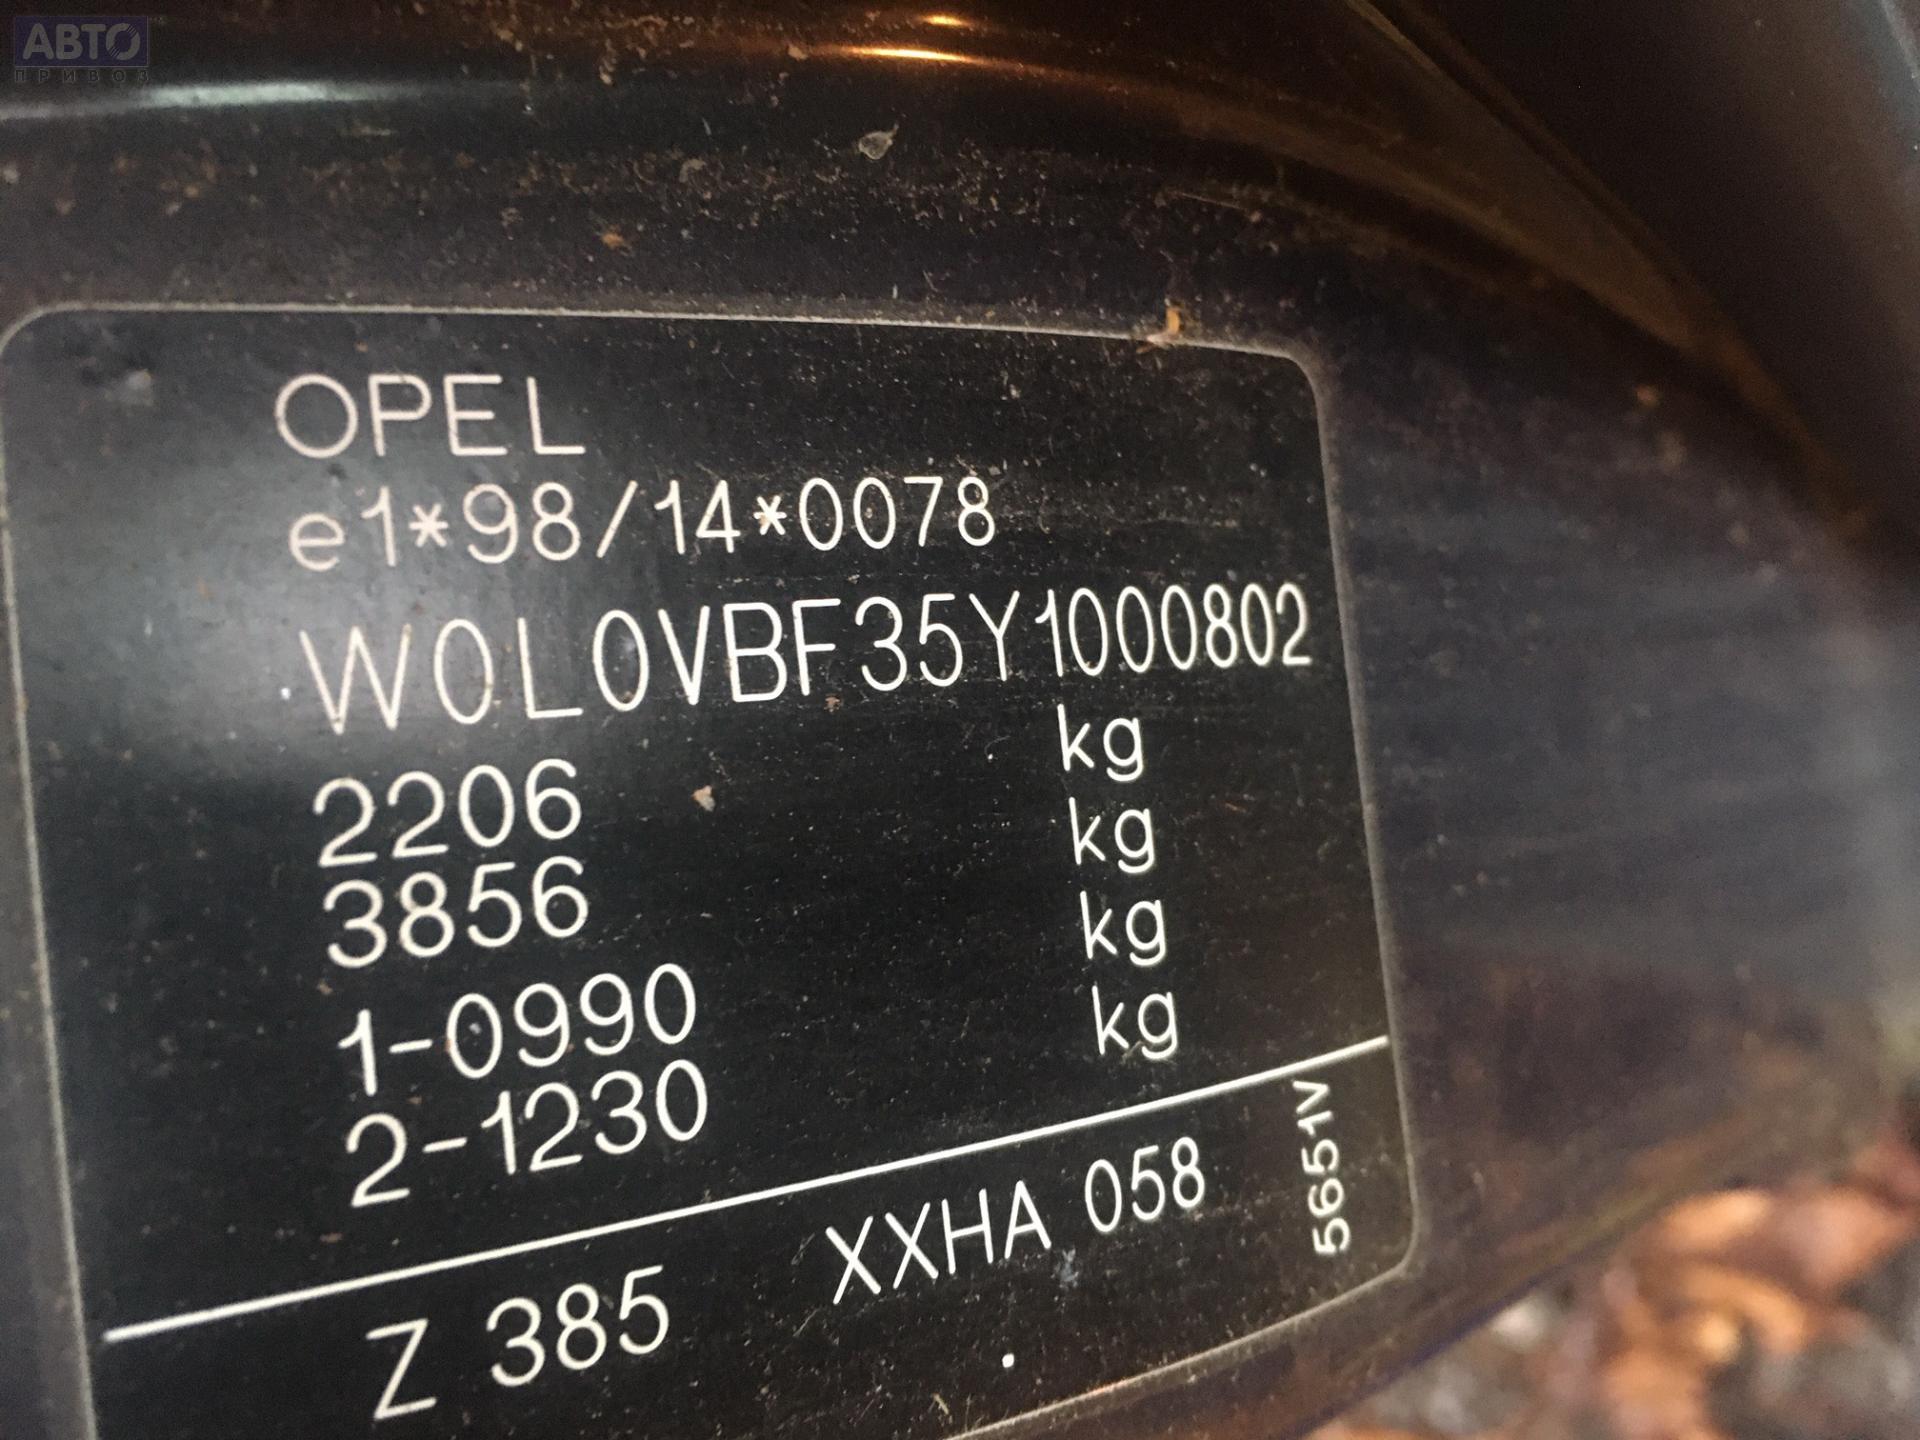 АВТО
ПРИВОЗ
OPEL
e1*98/14*0078
W0L0VBF35Y1000802
2206 kg
3856 kg
1-0990 kg
2-1230 kg
Z 385 XXHA 058 5651V